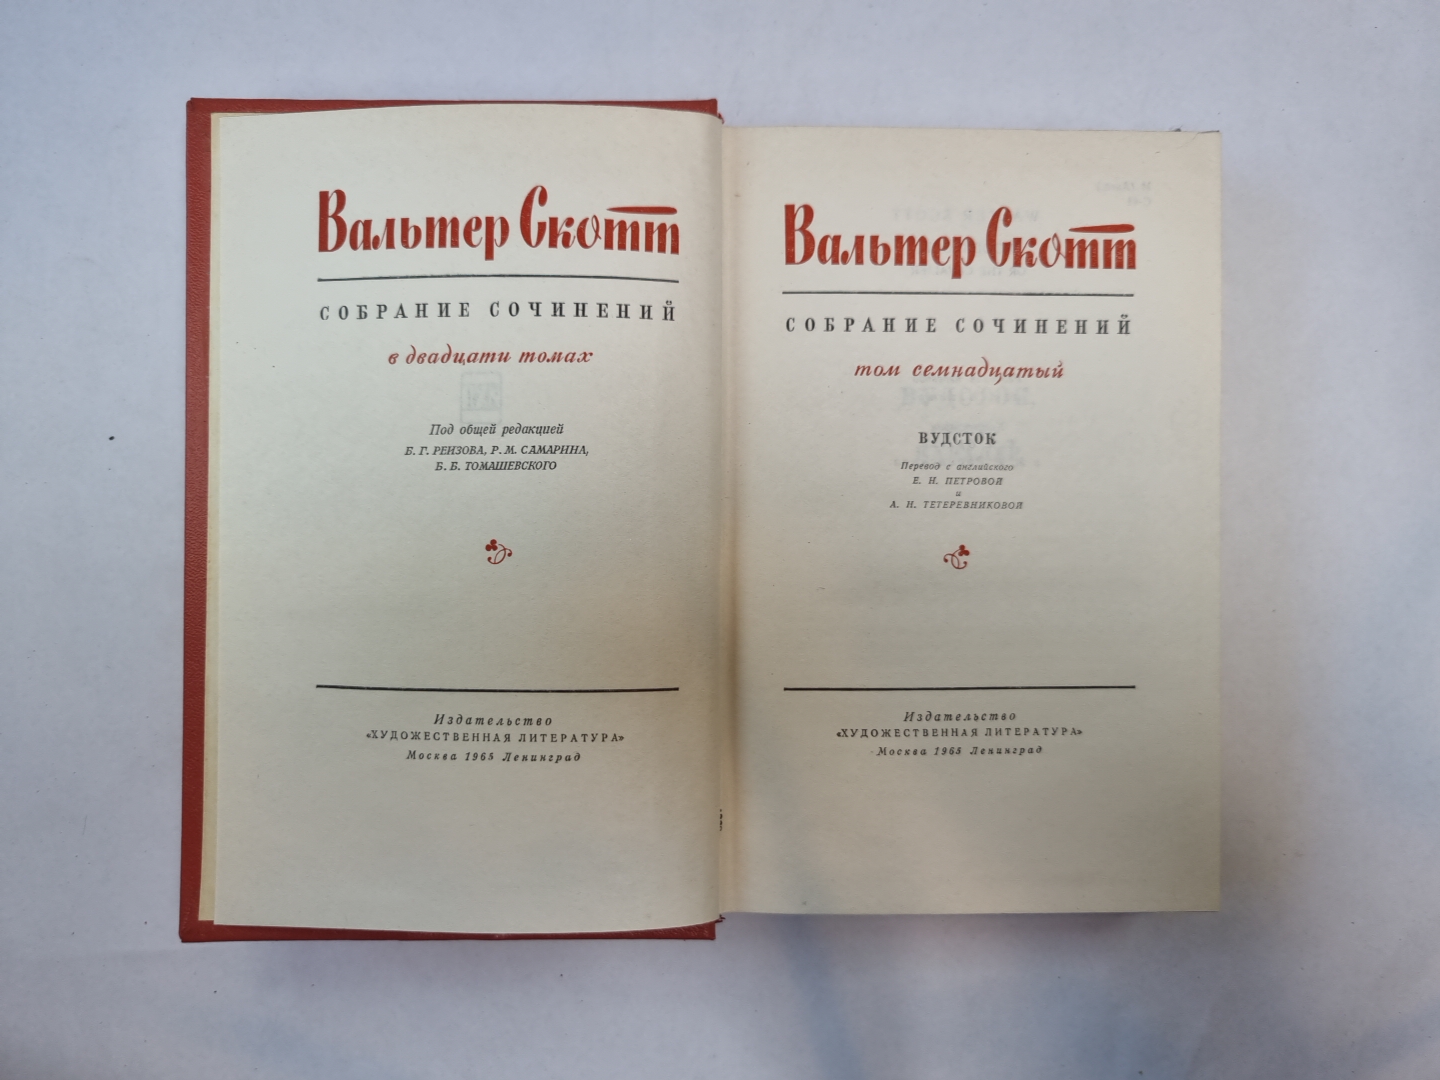 Вальтер Скотт
СОБРАНИЕ СОЧИНЕНИЙ
в двадцати томах
Под общей редакцией
Б. Г. РЕИЗОВА, Р. М. САМАРИНА,
Б. Б. ТОМАШЕВСКОГО
Издательство
«ХУДОЖЕСТВЕННАЯ ЛИТЕРАТУРА»
Москва 1965 Ленинград
Вальтер Скотт
СОБРАНИЕ СОЧИНЕНИЙ
том семнадцатый
ВУДСТОК
Перевод с английского
Е. Н. ПЕТРОВОЙ
и
А. Н. ТЕТЕРЕВНИКОВОЙ
Издательство
«ХУДОЖЕСТВЕННАЯ ЛИТЕРАТУРА»
Москва 1965 Ленинград